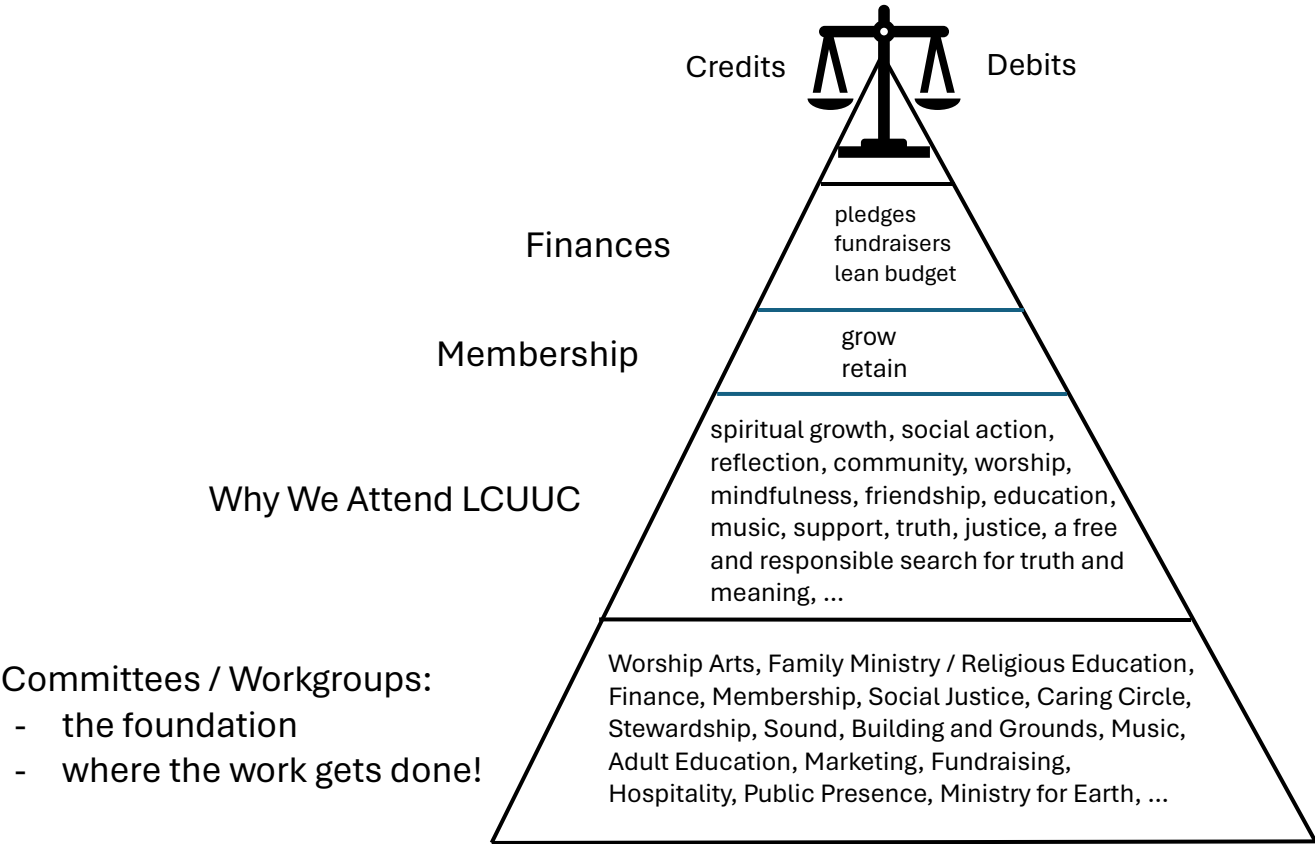 Credits
Debits
Finances
pledges
fundraisers
lean budget
Membership
grow
retain
Why We Attend LCUUC
spiritual growth, social action,
reflection, community, worship,
mindfulness, friendship, education,
music, support, truth, justice, a free
and responsible search for truth and
meaning, ...
Committees / Workgroups:
- the foundation
- where the work gets done!
Worship Arts, Family Ministry / Religious Education,
Finance, Membership, Social Justice, Caring Circle,
Stewardship, Sound, Building and Grounds, Music,
Adult Education, Marketing, Fundraising,
Hospitality, Public Presence, Ministry for Earth, ...